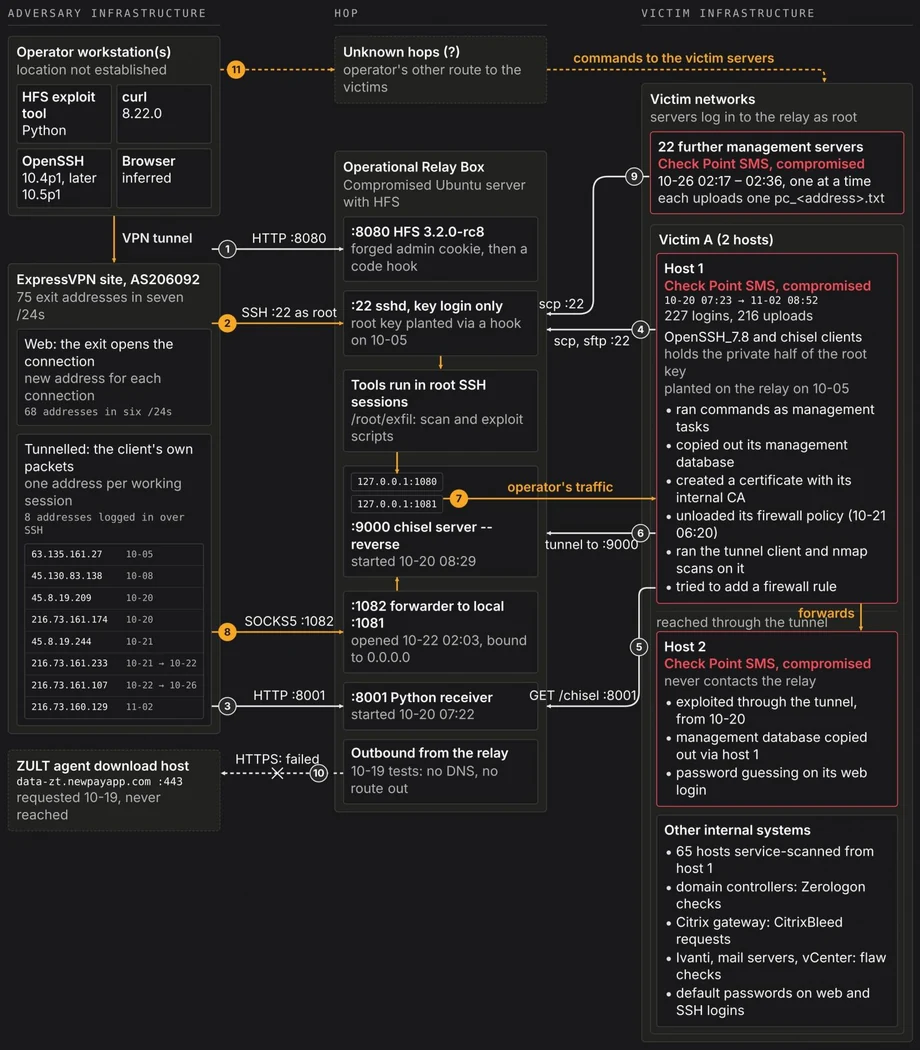 ADVERSARY INFRASTRUCTURE
Operator workstation(s)
location not established
HFS exploit
tool
Python
curl
8.22.0
OpenSSH
10.4p1, later
10.5p1
Browser
inferred
VPN tunnel
ExpressVPN site, AS206092
75 exit addresses in seven
/24s
Web: the exit opens the
connection
new address for each
connection
68 addresses in six /24s
Tunnelled: the client's own
packets
one address per working
session
8 addresses logged in over
SSH
63.135.161.27 10-05
45.130.83.138 10-08
45.8.19.209 10-20
216.73.161.174 10-20
45.8.19.244 10-21
216.73.161.233 10-21 → 10-22
216.73.161.107 10-22 → 10-26
216.73.160.129 11-02
ZULT agent download host
data-zt.newpayapp.com :443
requested 10-19, never
reached
11
1
HTTP :8080
2
SSH :22 as root
8
SOCKS5 :1082
3
HTTP :8001
HTTPS: failed
10
HOP
Unknown hops (?)
operator's other route to the
victims
Operational Relay Box
Compromised Ubuntu server
with HFS
:8080 HFS 3.2.0-rc8
forged admin cookie, then a
code hook
:22 sshd, key login only
root key planted via a hook
on 10-05
Tools run in root SSH
sessions
/root/exfil: scan and exploit
scripts
127.0.0.1:1080
127.0.0.1:1081
:9000 chisel server --
reverse
started 10-20 08:29
:1082 forwarder to local
:1081
opened 10-22 02:03, bound
to 0.0.0.0
:8001 Python receiver
started 10-20 07:22
Outbound from the relay
10-19 tests: no DNS, no
route out
commands to the victim servers
9
scp :22
4
scp, sftp :22
7
operator's traffic
6
tunnel to :9000
5
GET /chisel :8001
VICTIM INFRASTRUCTURE
Victim networks
servers log in to the relay as root
22 further management servers
Check Point SMS, compromised
10-26 02:17 – 02:36, one at a time
each uploads one pc_<address>.txt
Victim A (2 hosts)
Host 1
Check Point SMS, compromised
10-20 07:23 → 11-02 08:52
227 logins, 216 uploads
OpenSSH_7.8 and chisel clients
holds the private half of the root
key
planted on the relay on 10-05
• ran commands as management
tasks
• copied out its management
database
• created a certificate with its
internal CA
• unloaded its firewall policy (10-21
06:20)
• ran the tunnel client and nmap
scans on it
• tried to add a firewall rule
forwards
reached through the tunnel
Host 2
Check Point SMS, compromised
never contacts the relay
• exploited through the tunnel,
from 10-20
• management database copied
out via host 1
• password guessing on its web
login
Other internal systems
• 65 hosts service-scanned from
host 1
• domain controllers: Zerologon
checks
• Citrix gateway: CitrixBleed
requests
• Ivanti, mail servers, vCenter: flaw
checks
• default passwords on web and
SSH logins